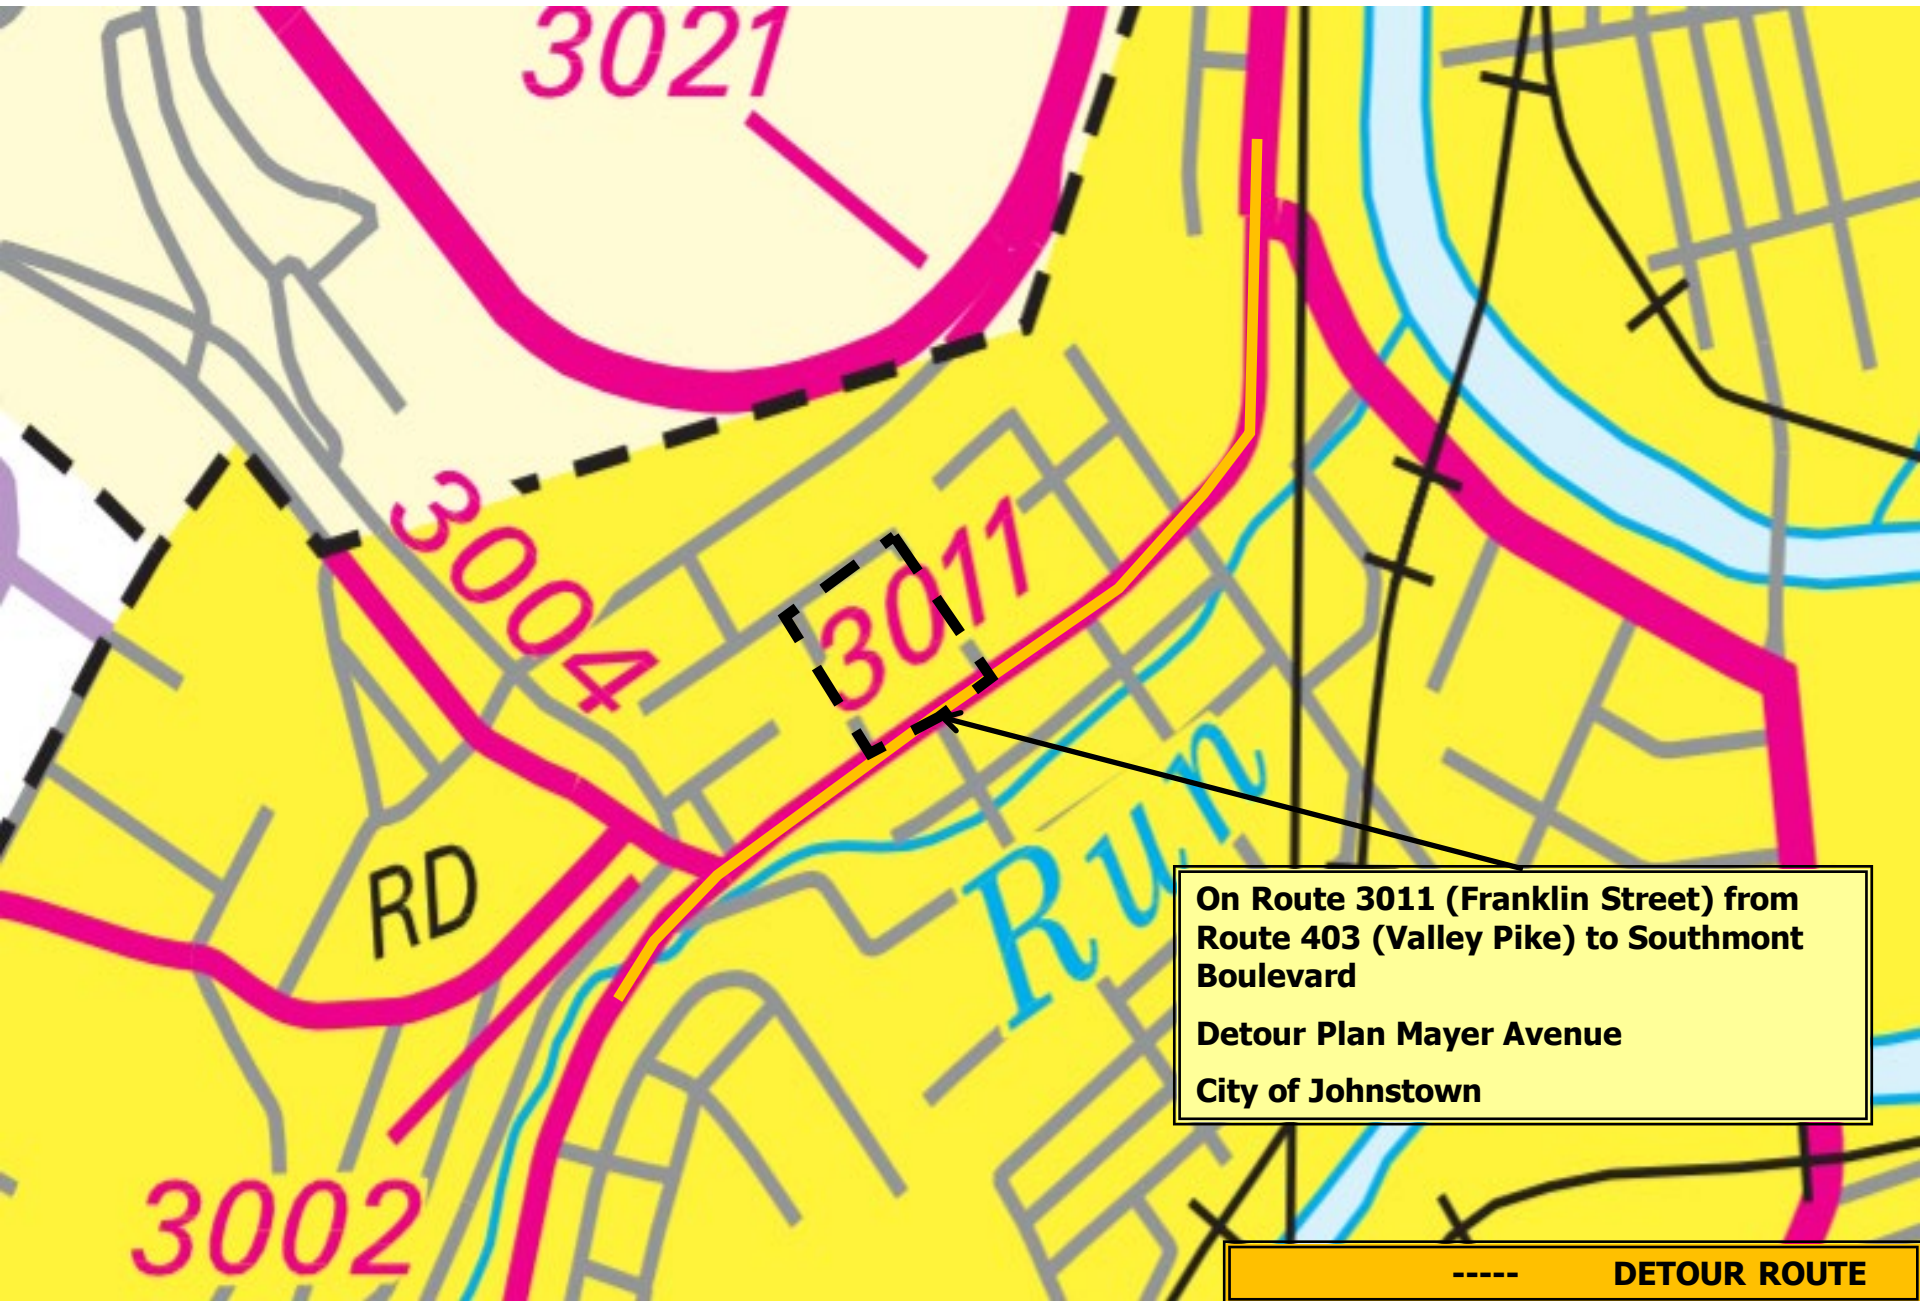 3021
3004
3011
RD
Run
On Route 3011 (Franklin Street) from
Route 403 (Valley Pike) to Southmont
Boulevard
Detour Plan Mayer Avenue
City of Johnstown
3002
----- DETOUR ROUTE